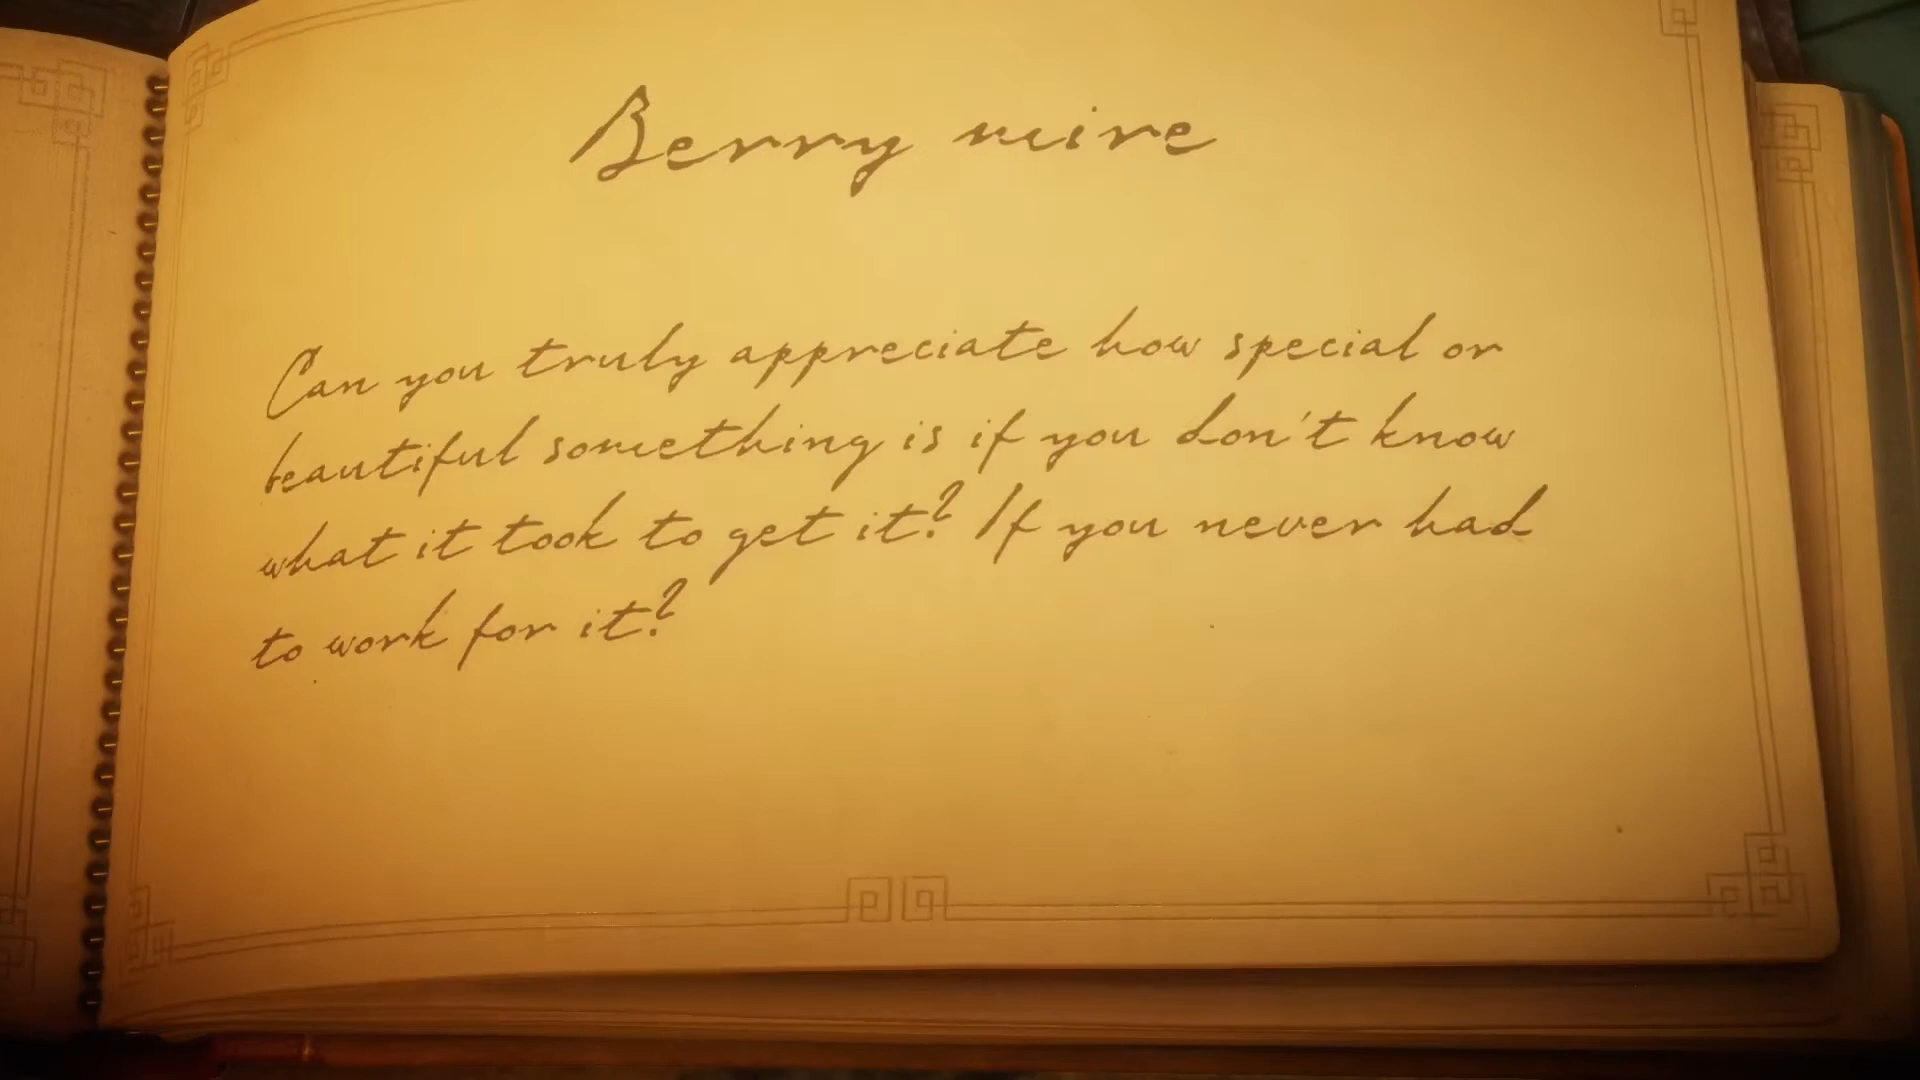 Berry mire
Can you truly appreciate how special or
beautiful something is if you don't know
what it took to get it? If you never had
to work for it?